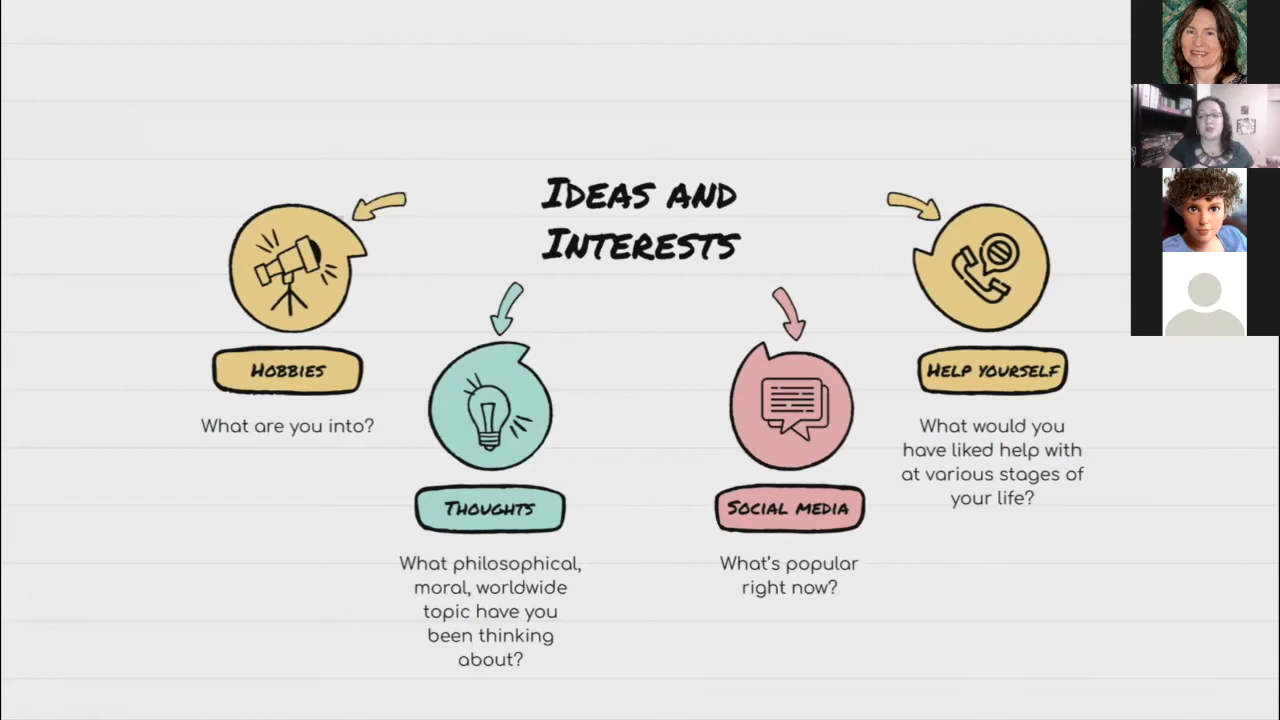 IDEAS AND
INTERESTS
HOBBIES
What are you into?
THOUGHTS
What philosophical,
moral, worldwide
topic have you
been thinking
about?
SOCIAL MEDIA
What's popular
right now?
HELP YOURSELF
What would you
have liked help with
at various stages of
your life?